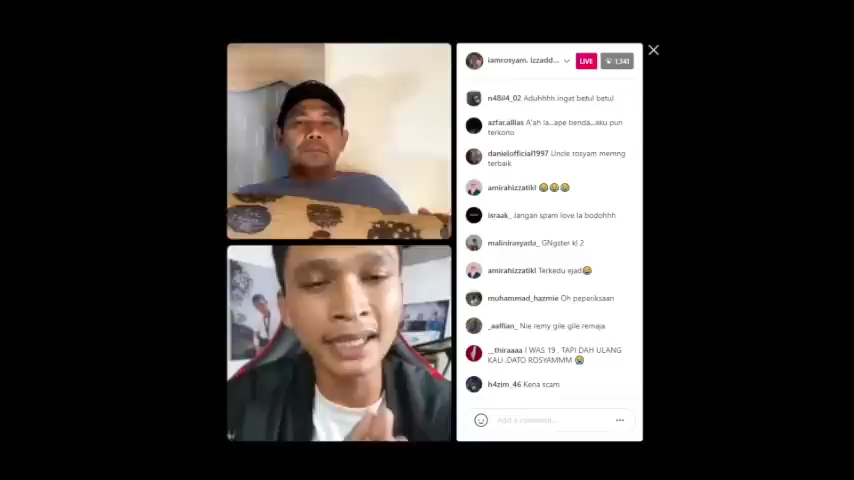 iamrosyam. izzadd...
LIVE
1,341
n48il4_02 Aduhhhh.ingat betul betul
azfar.allias A'ah la...ape benda...aku pun
terkono
danielofficial1997 Uncle rosyam memng
terbaik
amirahizzatikl 😂😂😂
israak_ Jangan spam love la bodohhh
malinirasyada_ GNgster kl 2
amirahizzatikl Terkedu ejad😂
muhammad_hazmie Oh peperiksaan
_aaffian_ Nie remy gile gile remaja
__thiraaaa I WAS 19 , TAPI DAH ULANG
KALI ,DATO ROSYAMMM 😭
h4zim_46 Kena scam
Add a comment...